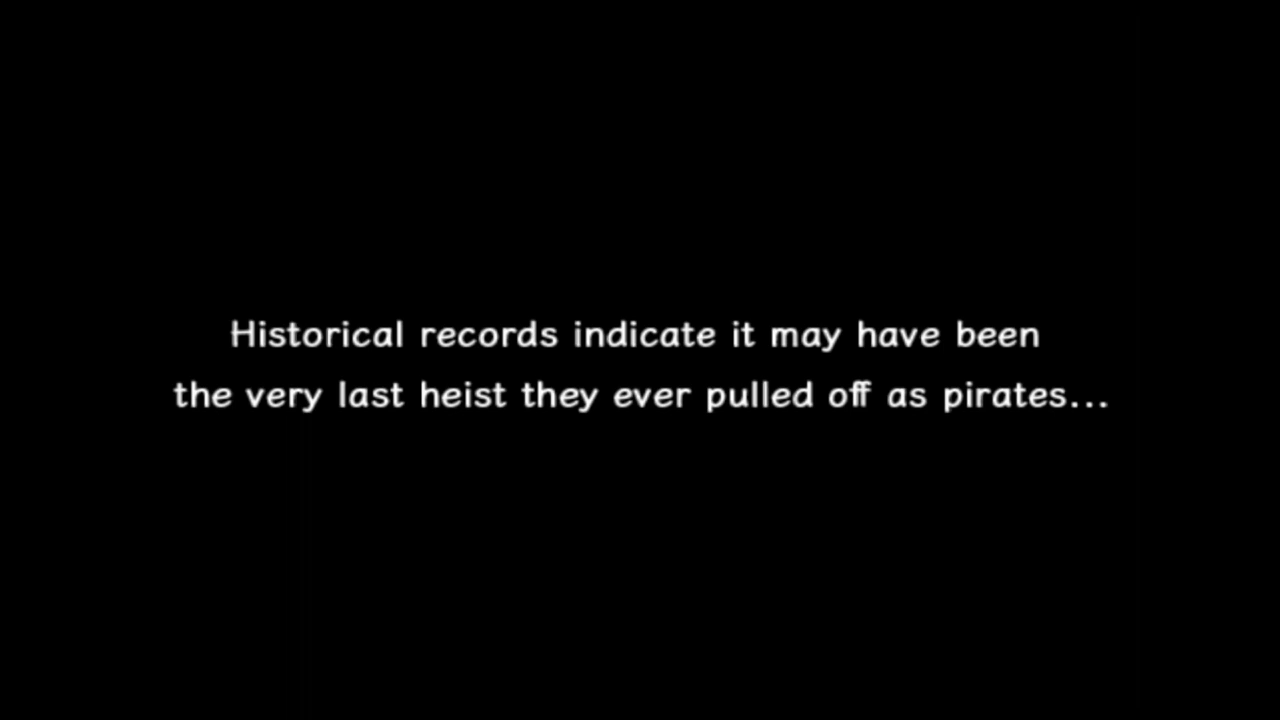 Historical records indicate it may have been
the very last heist they ever pulled off as pirates...